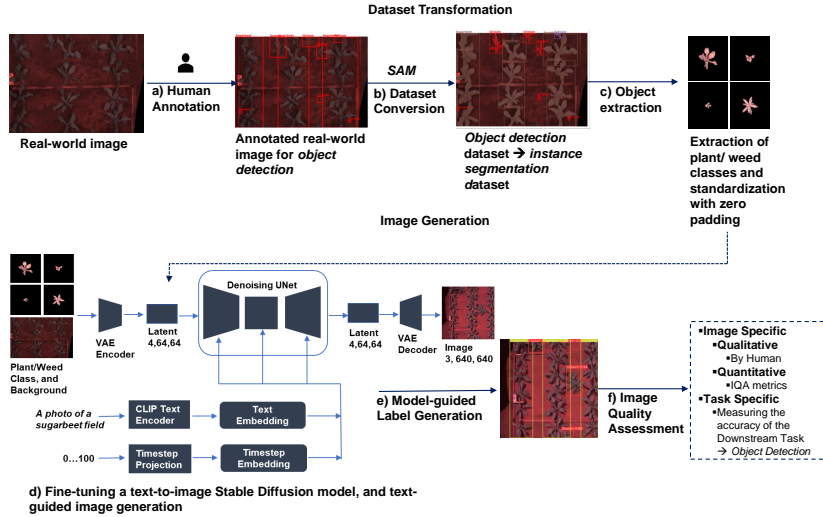 Dataset Transformation
a) Human
Annotation
SAM
b) Dataset
Conversion
c) Object
extraction
Real-world image
Annotated real-world
image for object
detection
Object detection
dataset → instance
segmentation
dataset
Extraction of
plant/ weed
classes and
standardization
with zero
padding
Image Generation
Denoising UNet
VAE
Encoder
Latent
4,64,64
Latent
4,64,64
VAE
Decoder
Image
3, 640, 640
Plant/Weed
Class, and
Background
A photo of a
sugarbeet field
CLIP Text
Encoder
Text
Embedding
0...100
Timestep
Projection
Timestep
Embedding
e) Model-guided
Label Generation
f) Image
Quality
Assessment
▪Image Specific
▪Qualitative
▪By Human
▪Quantitative
▪IQA metrics
▪Task Specific
▪Measuring the
accuracy of the
Downstream Task
→ Object Detection
d) Fine-tuning a text-to-image Stable Diffusion model, and text-
guided image generation